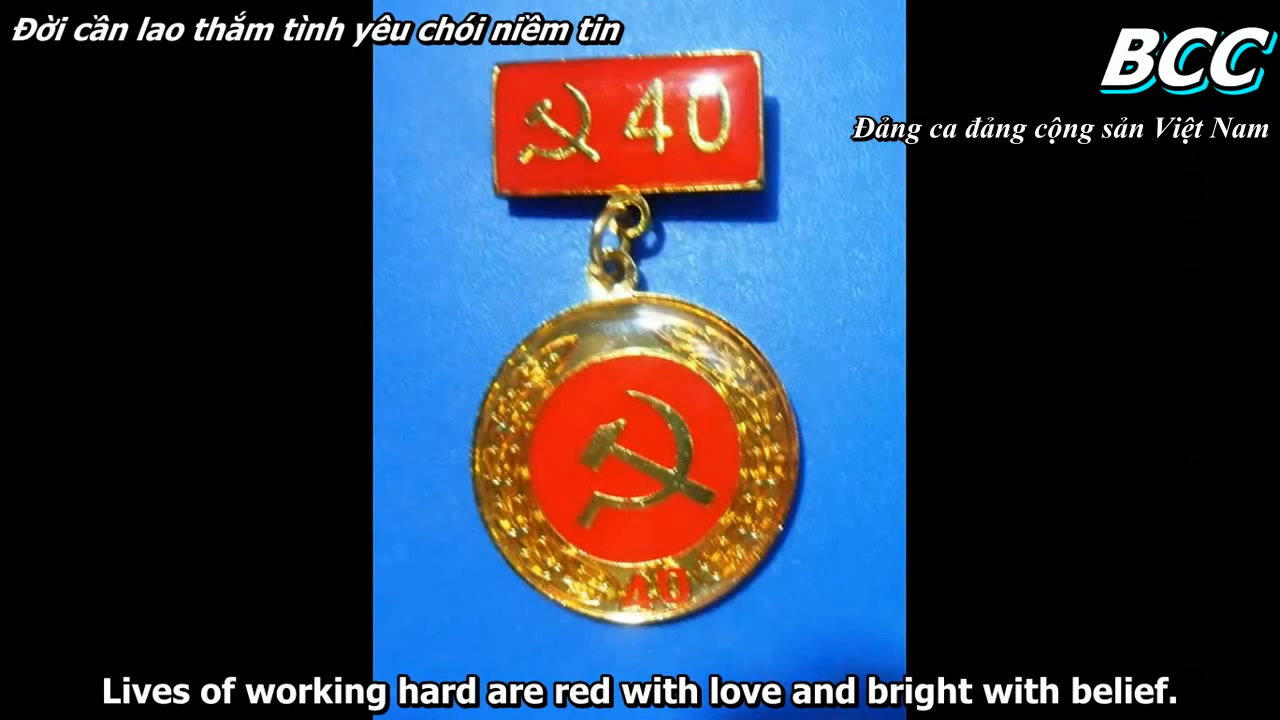 Đời cần lao thắm tình yêu chói niềm tin
BCC
Đảng ca đảng cộng sản Việt Nam
40
40
Lives of working hard are red with love and bright with belief.